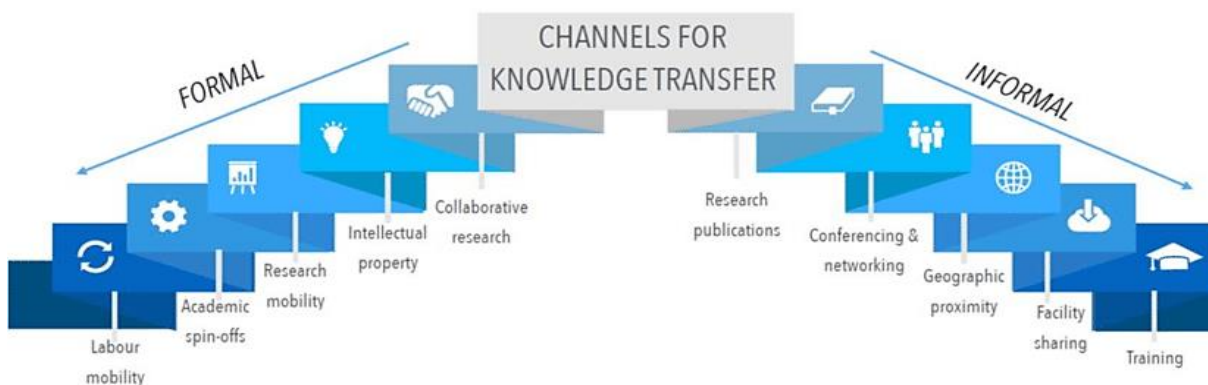 CHANNELS FOR
KNOWLEDGE TRANSFER
FORMAL
INFORMAL
Collaborative
research
Intellectual
property
Research
mobility
Academic
spin-offs
Labour
mobility
Research
publications
Conferencing &
networking
Geographic
proximity
Facility
sharing
Training